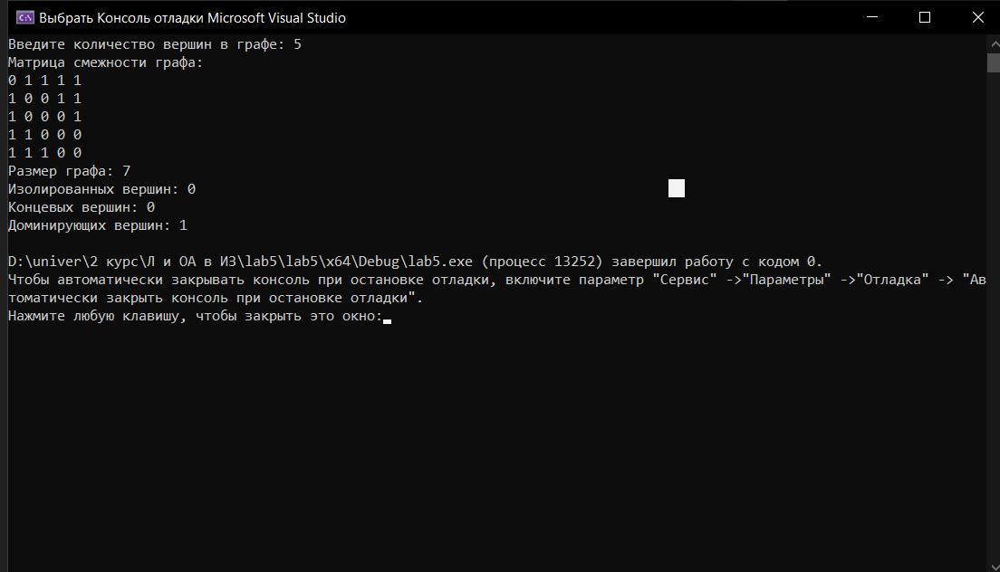 Выбрать Консоль отладки Microsoft Visual Studio
Введите количество вершин в графе: 5
Матрица смежности графа:
0 1 1 1 1
1 0 0 1 1
1 0 0 0 1
1 1 0 0 0
1 1 1 0 0
Размер графа: 7
Изолированных вершин: 0
Концевых вершин: 0
Доминирующих вершин: 1
D:\univer\2 курс\Л и ОА в ИЗ\lab5\lab5\x64\Debug\lab5.exe (процесс 13252) завершил работу с кодом 0.
Чтобы автоматически закрывать консоль при остановке отладки, включите параметр "Сервис" ->"Параметры" ->"Отладка" -> "Ав
томатически закрыть консоль при остановке отладки".
Нажмите любую клавишу, чтобы закрыть это окно: